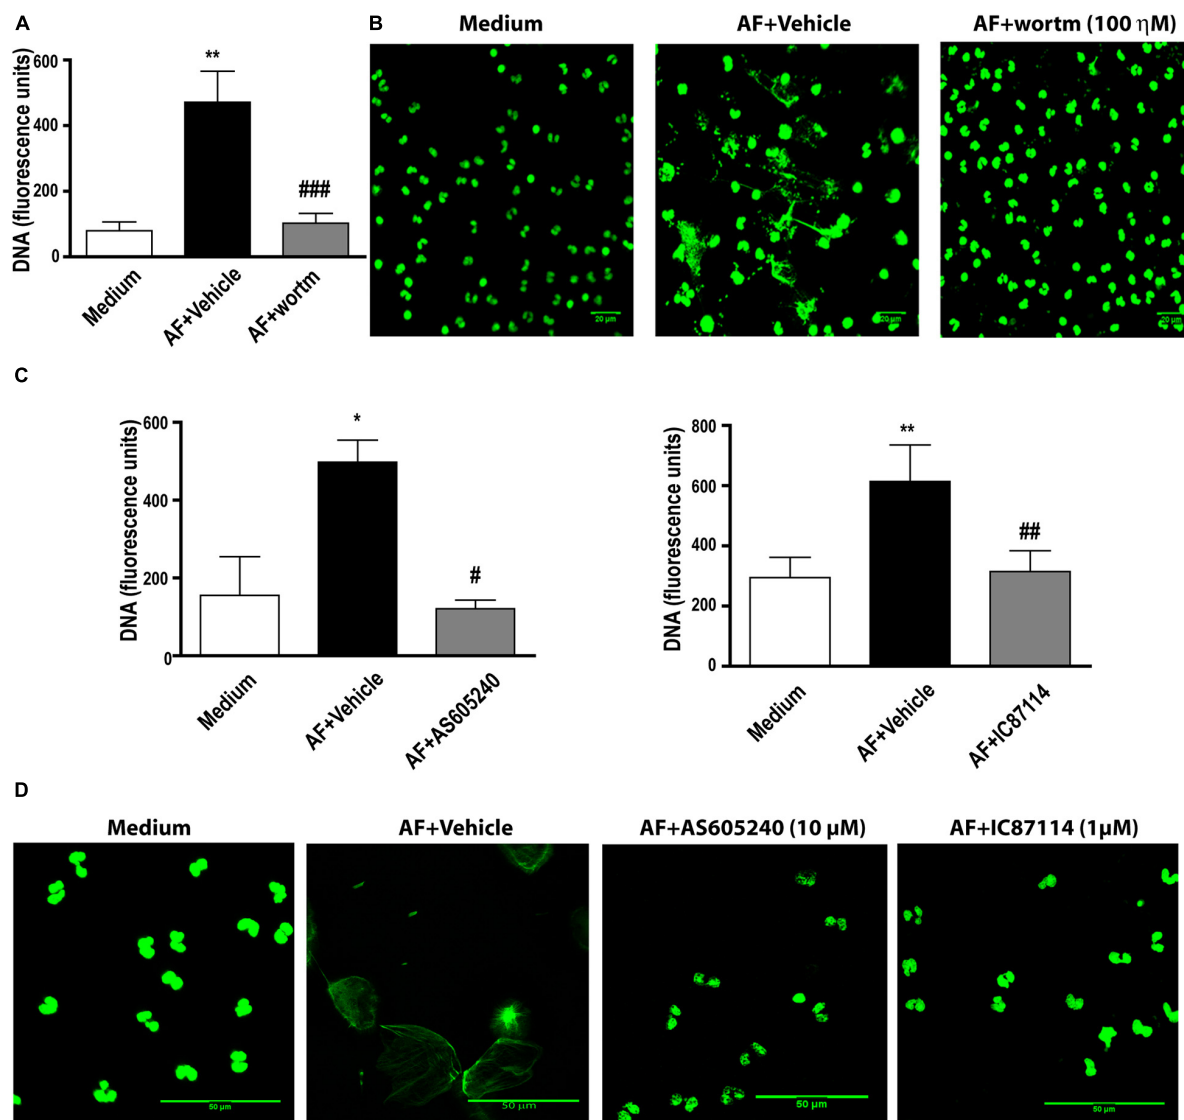 A
DNA (fluorescence units)
600
400
200
0
**
###
Medium
AF+Vehicle
AF+wortm
B
Medium
AF+Vehicle
AF+wortm (100 ηM)
20 µm
20 µm
20 µm
C
DNA (fluorescence units)
600
400
200
0
*
#
Medium
AF+Vehicle
AF+AS605240
DNA (fluorescence units)
800
600
400
200
0
**
##
Medium
AF+Vehicle
AF+IC87114
D
Medium
AF+Vehicle
AF+AS605240 (10 µM)
AF+IC87114 (1µM)
50 µm
50 µm
50 µm
50 µm